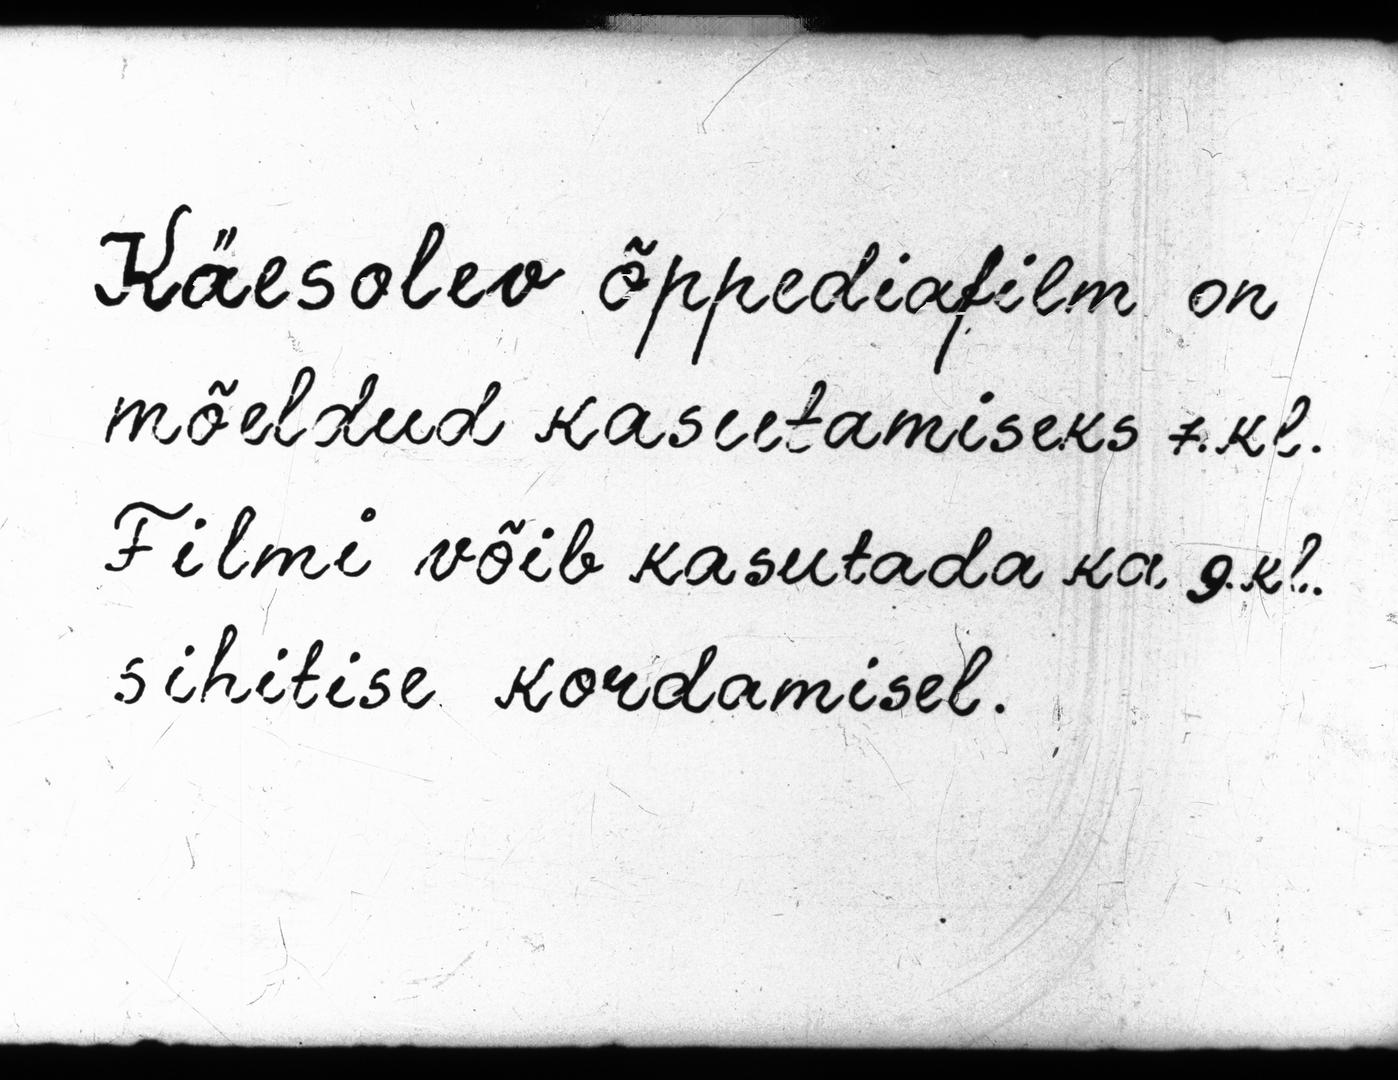 Käesolev õppediafilm on
mõeldud kasutamiseks 7.kl.
Filmi võib kasutada ka 9.kl.
sihitise kordamisel.